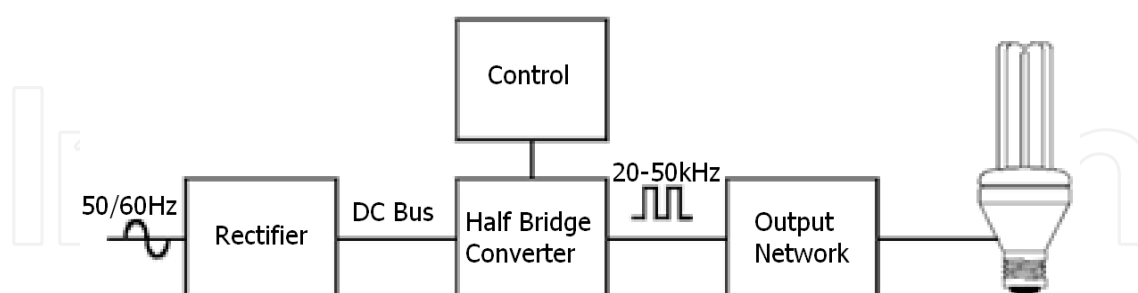 Control
50/60Hz
Rectifier
DC Bus
Half Bridge
Converter
20-50kHz
Output
Network